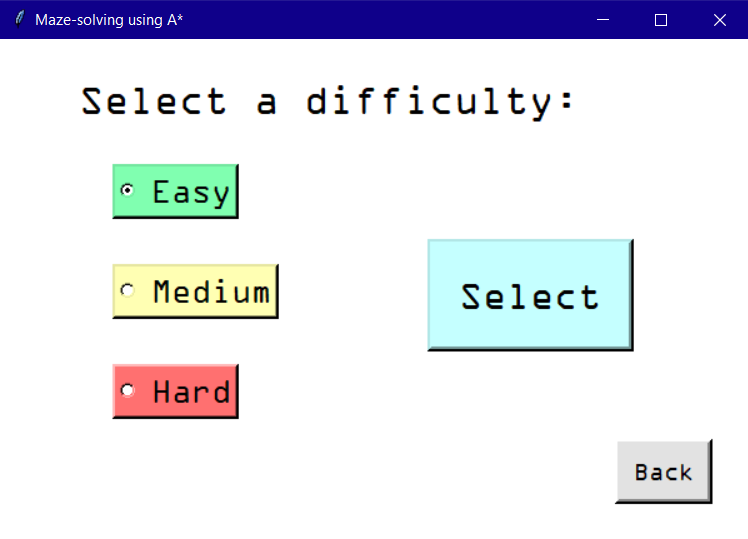 Maze-solving using A*
Select a difficulty:
Easy
Medium
Select
Hard
Back